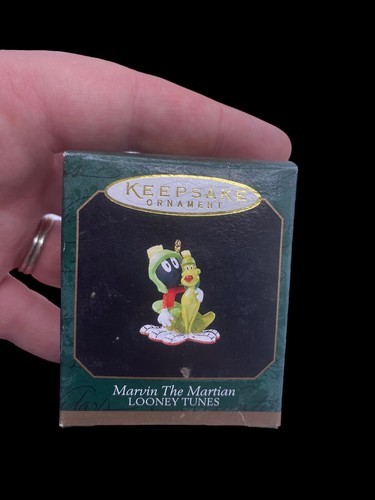 KEEPSAKE
ORNAMENT
Marvin The Martian
LOONEY TUNES